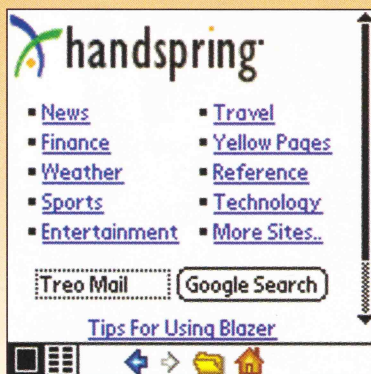 handspring
News Travel
Finance Yellow Pages
Weather Reference
Sports Technology
Entertainment More Sites..
Treo Mail Google Search
Tips For Using Blazer